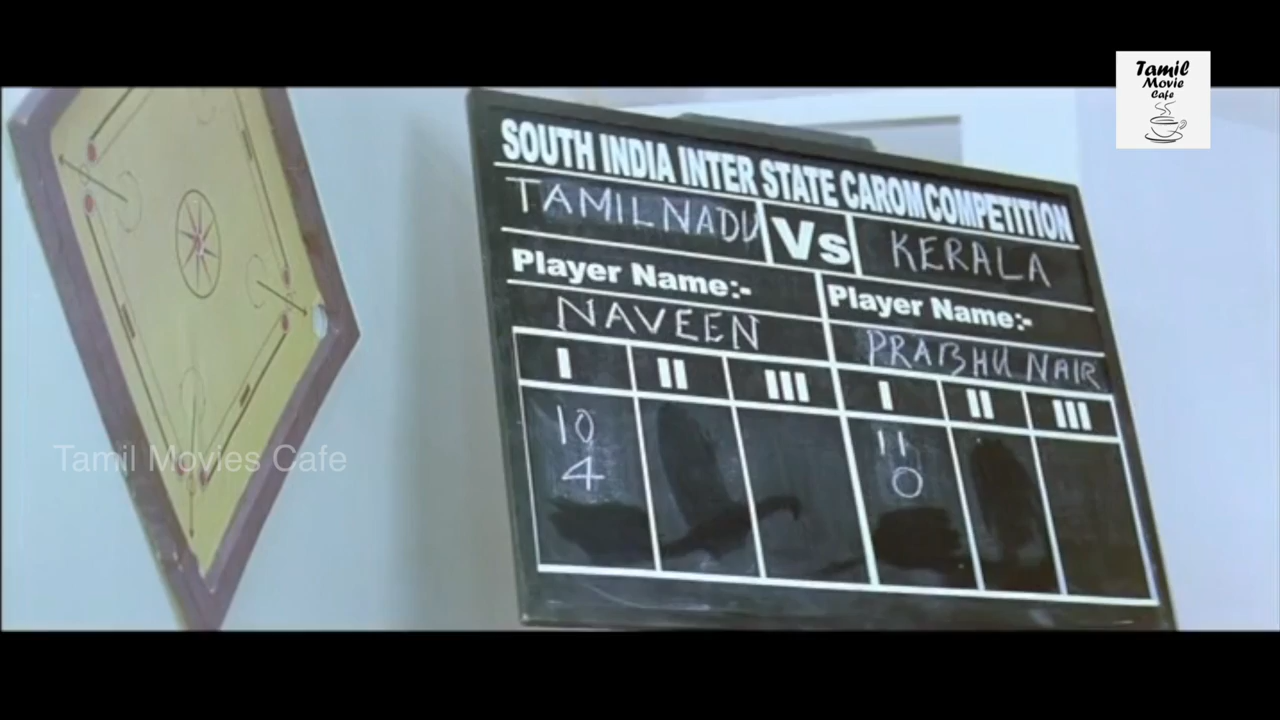 Tamil
Movie
Cafe
SOUTH INDIA INTER STATE CAROM COMPETITION
TAMILNADU Vs KERALA
Player Name:- Player Name:-
NAVEEN PRABHU NAIR
I II III I II III
10 11
4 0
Tamil Movies Cafe